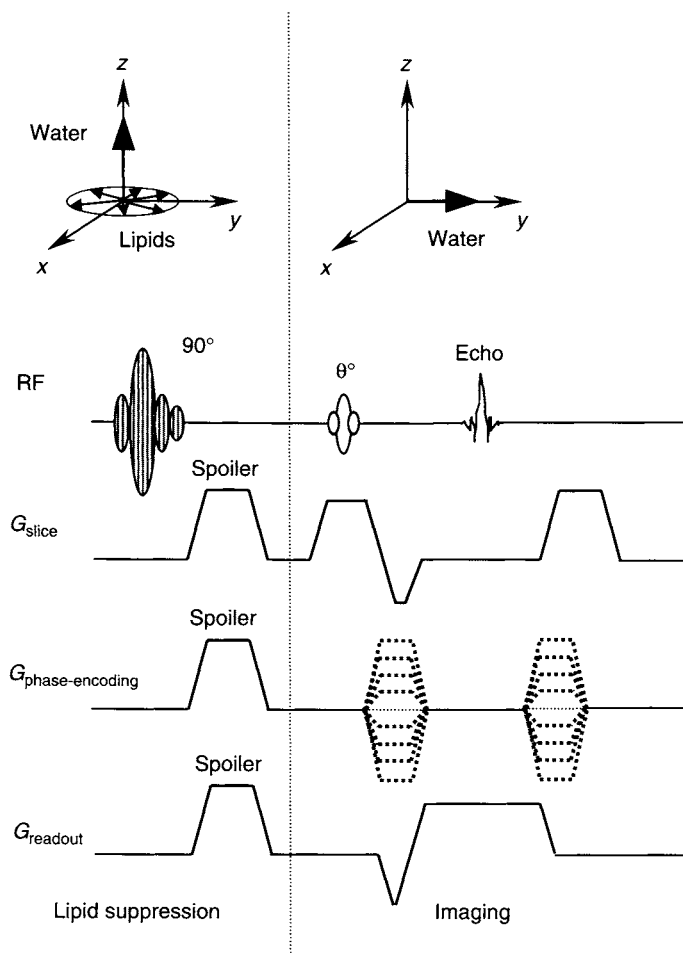 z
z
Water
y
Lipids
x
y
Water
x
90°
Echo
RF
θ°
Spoiler
Gslice
Spoiler
Gphase-encoding
Spoiler
Greadout
Lipid suppression
Imaging